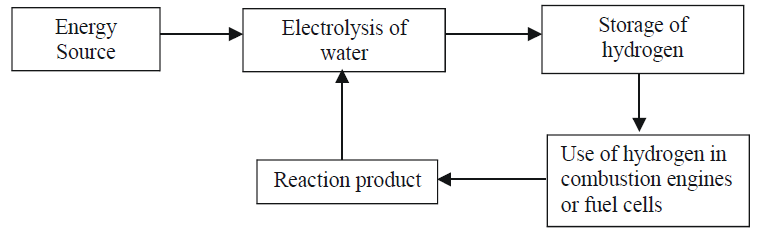 Energy
Source
Electrolysis of
water
Storage of
hydrogen
Use of hydrogen in
combustion engines
or fuel cells
Reaction product